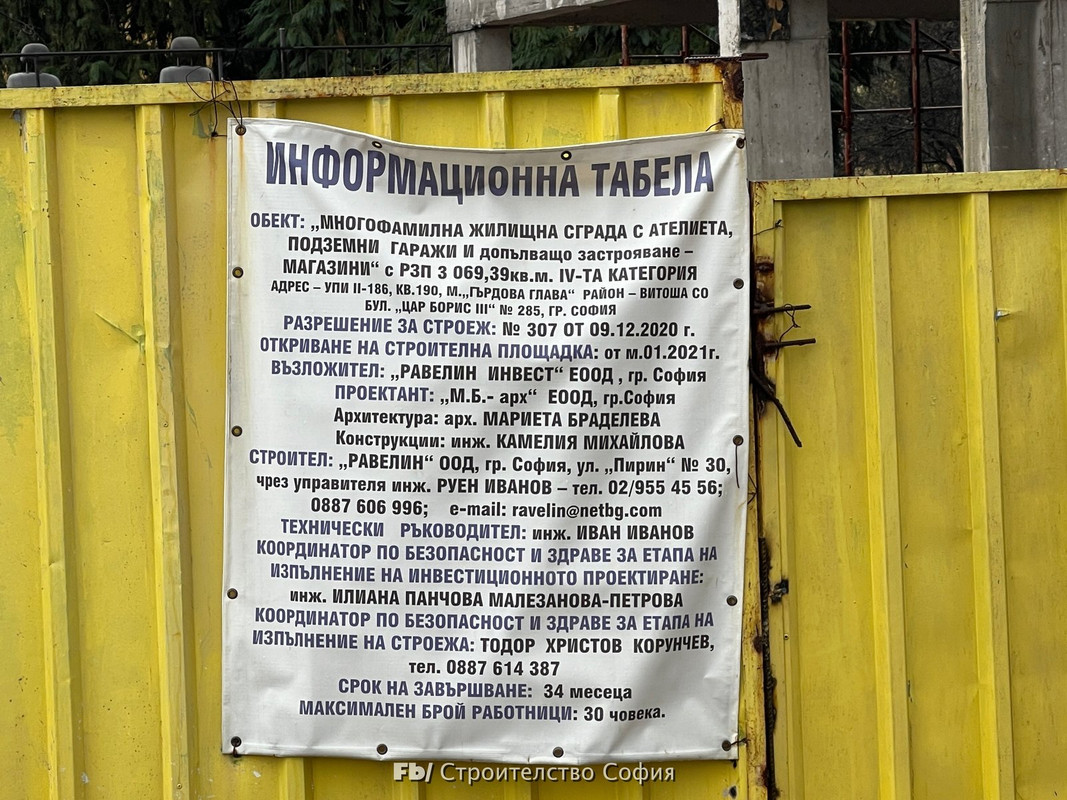 ИНФОРМАЦИОННА ТАБЕЛА
ОБЕКТ: „МНОГОФАМИЛНА ЖИЛИЩНА СГРАДА С АТЕЛИЕТА,
ПОДЗЕМНИ ГАРАЖИ И допълващо застрояване –
МАГАЗИНИ“ с РЗП 3 069,39кв.м. IV-ТА КАТЕГОРИЯ
АДРЕС – УПИ II-186, КВ.190, М.„ГЪРДОВА ГЛАВА“ РАЙОН – ВИТОША СО
БУЛ. „ЦАР БОРИС III“ № 285, ГР. СОФИЯ
РАЗРЕШЕНИЕ ЗА СТРОЕЖ: № 307 ОТ 09.12.2020 г.
ОТКРИВАНЕ НА СТРОИТЕЛНА ПЛОЩАДКА: от м.01.2021г.
ВЪЗЛОЖИТЕЛ: „РАВЕЛИН ИНВЕСТ“ ЕООД , гр. София
ПРОЕКТАНТ: „М.Б.- арх“ ЕООД, гр.София
Архитектура: арх. МАРИЕТА БРАДЕЛЕВА
Конструкции: инж. КАМЕЛИЯ МИХАЙЛОВА
СТРОИТЕЛ: „РАВЕЛИН“ ООД, гр. София, ул. „Пирин“ № 30,
чрез управителя инж. РУЕН ИВАНОВ – тел. 02/955 45 56;
0887 606 996; e-mail: ravelin@netbg.com
ТЕХНИЧЕСКИ РЪКОВОДИТЕЛ: инж. ИВАН ИВАНОВ
КООРДИНАТОР ПО БЕЗОПАСНОСТ И ЗДРАВЕ ЗА ЕТАПА НА
ИЗПЪЛНЕНИЕ НА ИНВЕСТИЦИОННОТО ПРОЕКТИРАНЕ:
инж. ИЛИАНА ПАНЧОВА МАЛЕЗАНОВА-ПЕТРОВА
КООРДИНАТОР ПО БЕЗОПАСНОСТ И ЗДРАВЕ ЗА ЕТАПА НА
ИЗПЪЛНЕНИЕ НА СТРОЕЖА: ТОДОР ХРИСТОВ КОРУНЧЕВ,
тел. 0887 614 387
СРОК НА ЗАВЪРШВАНЕ: 34 месеца
МАКСИМАЛЕН БРОЙ РАБОТНИЦИ: 30 човека.
Fb/ Строителство София